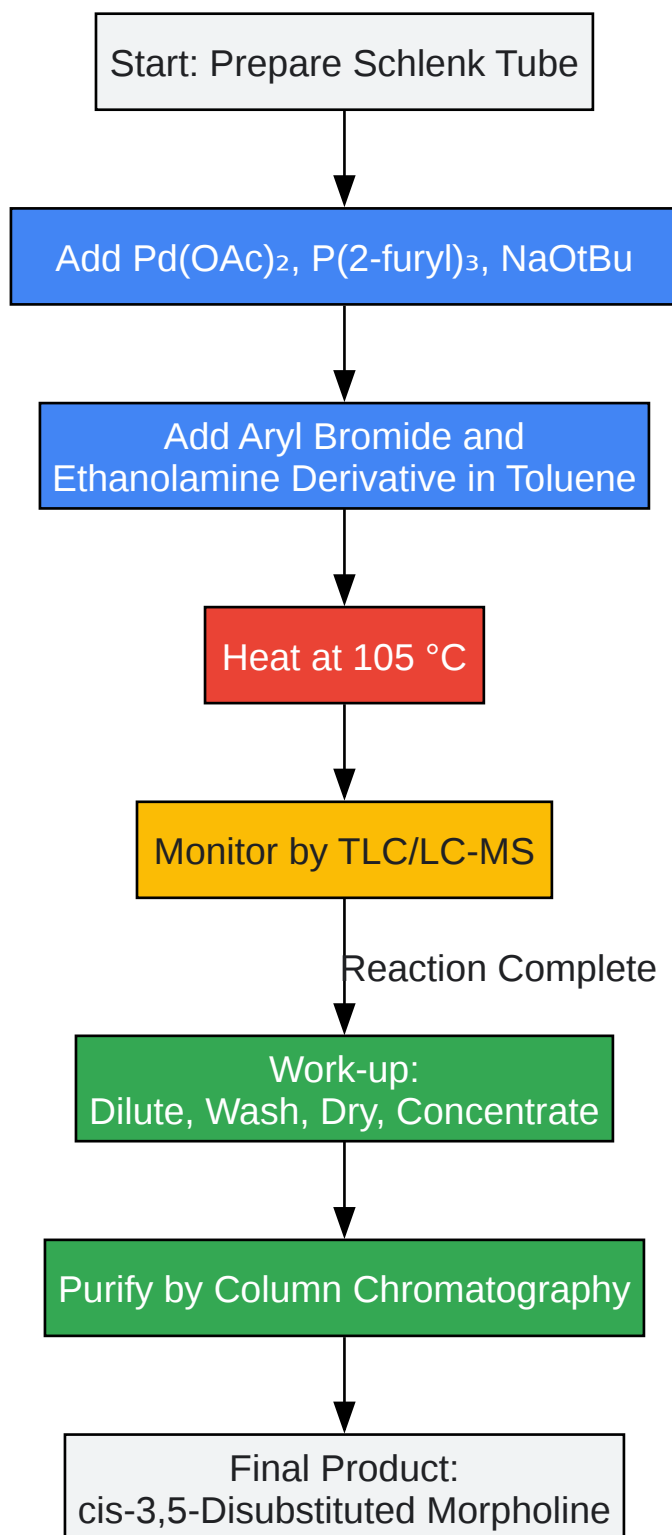 Start: Prepare Schlenk Tube
Add Pd(OAc)₂, P(2-furyl)₃, NaOtBu
Add Aryl Bromide and
Ethanolamine Derivative in Toluene
Heat at 105 °C
Monitor by TLC/LC-MS
Reaction Complete
Work-up:
Dilute, Wash, Dry, Concentrate
Purify by Column Chromatography
Final Product:
cis-3,5-Disubstituted Morpholine